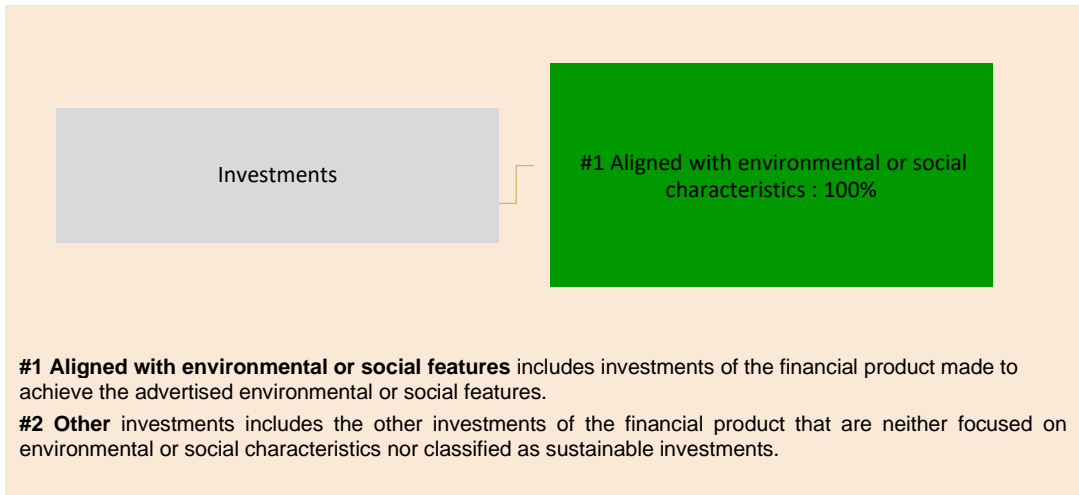 Investments
#1 Aligned with environmental or social
characteristics : 100%
#1 Aligned with environmental or social features includes investments of the financial product made to
achieve the advertised environmental or social features.
#2 Other investments includes the other investments of the financial product that are neither focused on
environmental or social characteristics nor classified as sustainable investments.